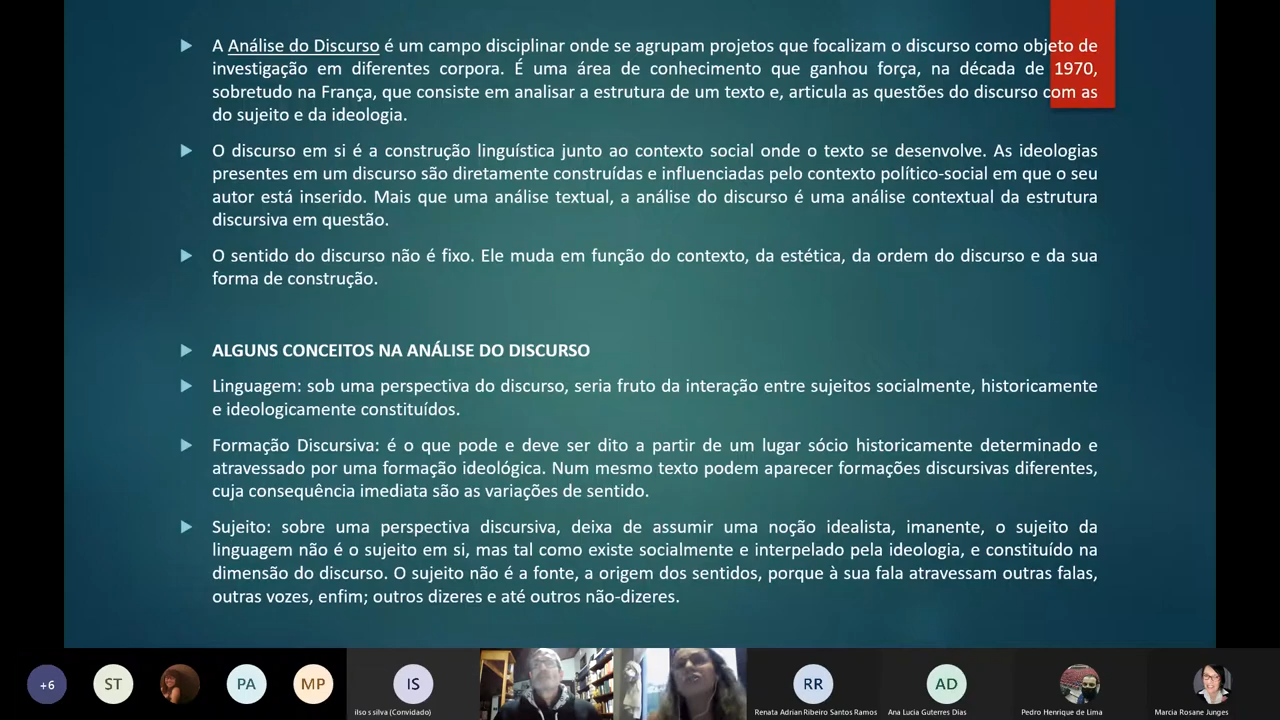 A Análise do Discurso é um campo disciplinar onde se agrupam projetos que focalizam o discurso como objeto de
investigação em diferentes corpora. É uma área de conhecimento que ganhou força, na década de 1970,
sobretudo na França, que consiste em analisar a estrutura de um texto e, articula as questões do discurso com as
do sujeito e da ideologia.
O discurso em si é a construção linguística junto ao contexto social onde o texto se desenvolve. As ideologias
presentes em um discurso são diretamente construídas e influenciadas pelo contexto político-social em que o seu
autor está inserido. Mais que uma análise textual, a análise do discurso é uma análise contextual da estrutura
discursiva em questão.
O sentido do discurso não é fixo. Ele muda em função do contexto, da estética, da ordem do discurso e da sua
forma de construção.
ALGUNS CONCEITOS NA ANÁLISE DO DISCURSO
Linguagem: sob uma perspectiva do discurso, seria fruto da interação entre sujeitos socialmente, historicamente
e ideologicamente constituídos.
Formação Discursiva: é o que pode e deve ser dito a partir de um lugar sócio historicamente determinado e
atravessado por uma formação ideológica. Num mesmo texto podem aparecer formações discursivas diferentes,
cuja consequência imediata são as variações de sentido.
Sujeito: sobre uma perspectiva discursiva, deixa de assumir uma noção idealista, imanente, o sujeito da
linguagem não é o sujeito em si, mas tal como existe socialmente e interpelado pela ideologia, e constituído na
dimensão do discurso. O sujeito não é a fonte, a origem dos sentidos, porque à sua fala atravessam outras falas,
outras vozes, enfim; outros dizeres e até outros não-dizeres.
+6 ST PA MP IS RR AD
ilso s silva (Convidado) Renata Adrian Ribeiro Santos Ramos Ana Lucia Guterres Dias Pedro Henrique de Lima Marcia Rosane Junges